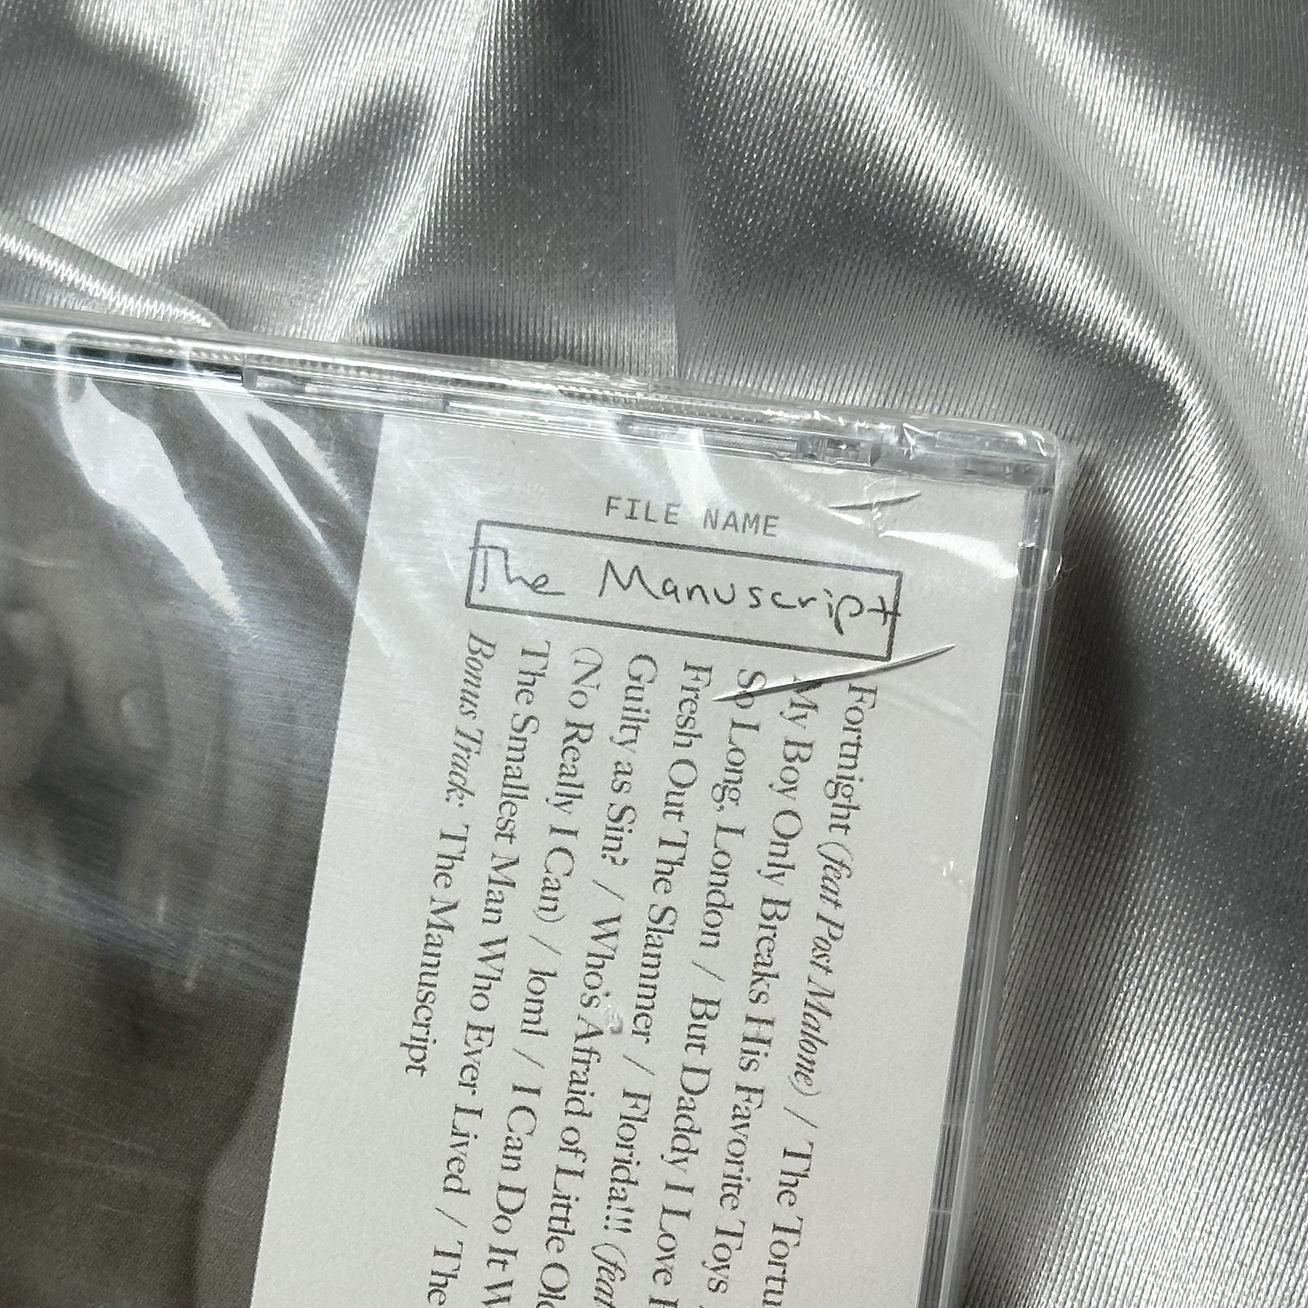 FILE NAME
The Manuscript
Fortnight (feat Post Malone) / The
My Boy Only Breaks His Favorite Toys
So Long, London / But Daddy I Love
Fresh Out The Slammer / Florida!!! (feat
Guilty as Sin? / Who's Afraid of Little
(No Really I Can) / loml / I Can Do It
The Smallest Man Who Ever Lived / The
Bonus Track: The Manuscript